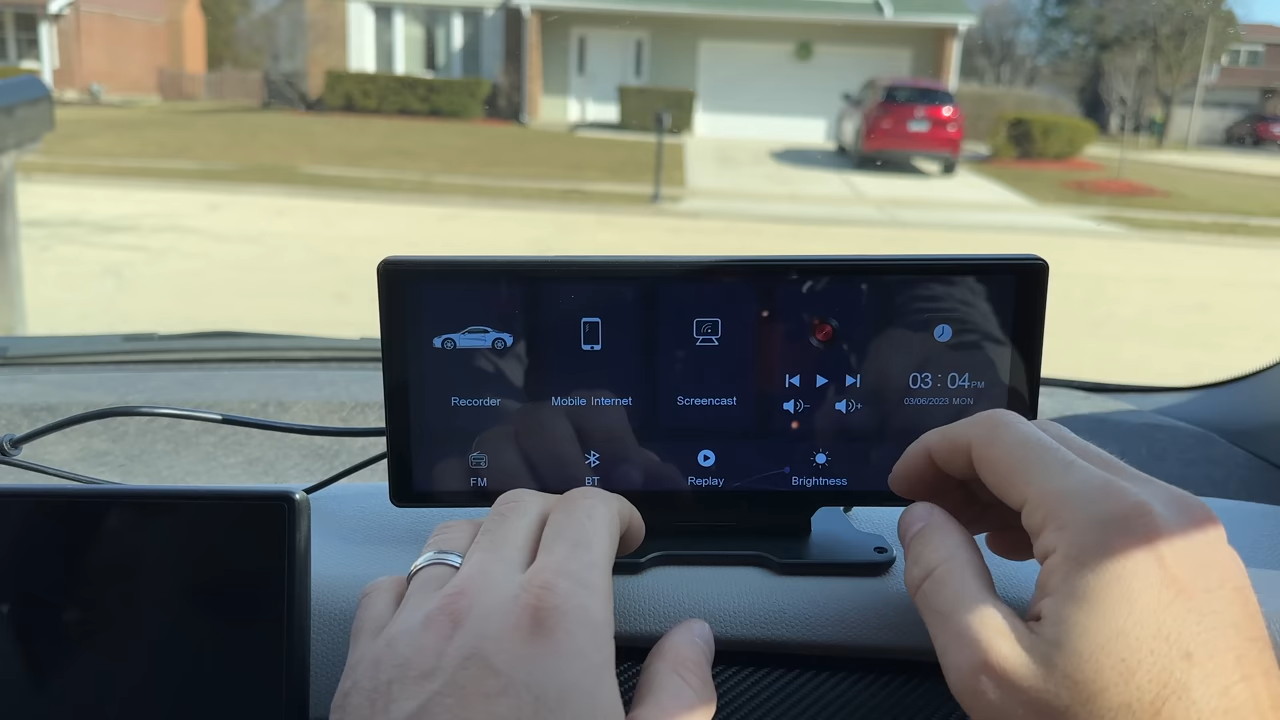 Recorder
Mobile Internet
Screencast
03:04PM
03/06/2023 MON
FM
BT
Replay
Brightness